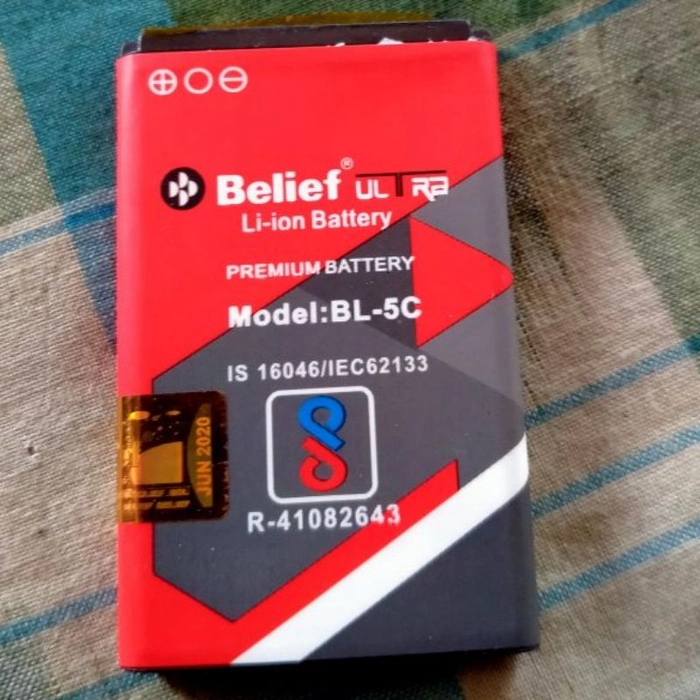 Belief® ULTRA
Li-ion Battery
PREMIUM BATTERY
Model:BL-5C
IS 16046/IEC62133
JUN 2020
R-41082643